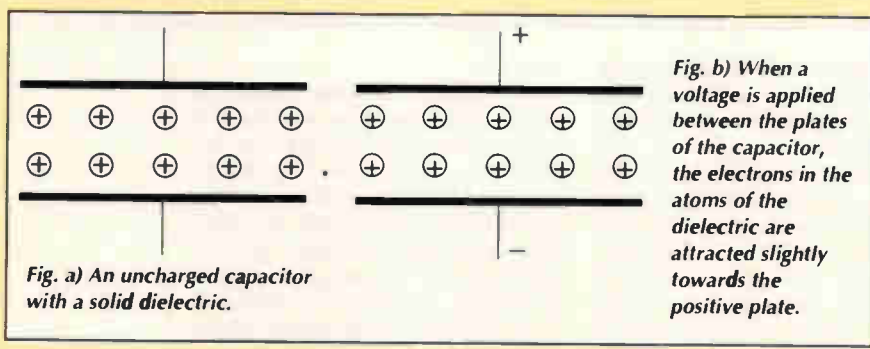 +
Fig. b) When a
voltage is applied
between the plates
of the capacitor,
the electrons in the
atoms of the
dielectric are
attracted slightly
towards the
positive plate.
+ + + + + + + + + +
+ + + + + + + + + +
−
Fig. a) An uncharged capacitor
with a solid dielectric.